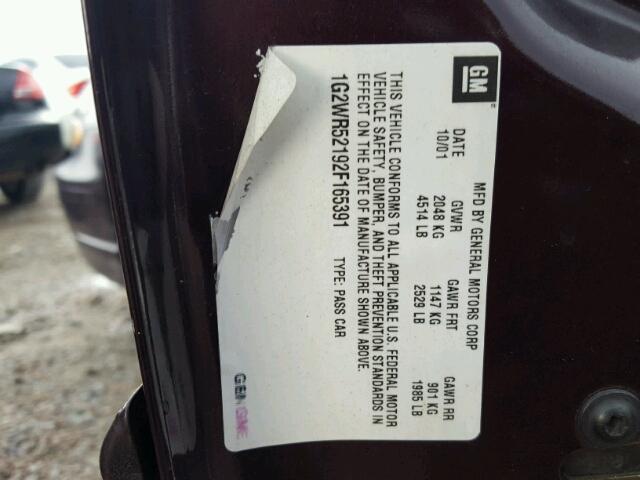 GM
MFD BY GENERAL MOTORS CORP
DATE GVWR GAWR FRT GAWR RR
10/01 2048 KG 1147 KG 901 KG
4514 LB 2529 LB 1985 LB
THIS VEHICLE CONFORMS TO ALL APPLICABLE U.S. FEDERAL MOTOR
VEHICLE SAFETY, BUMPER, AND THEFT PREVENTION STANDARDS IN
EFFECT ON THE DATE OF MANUFACTURE SHOWN ABOVE.
1G2WR52192F165391 TYPE: PASS CAR